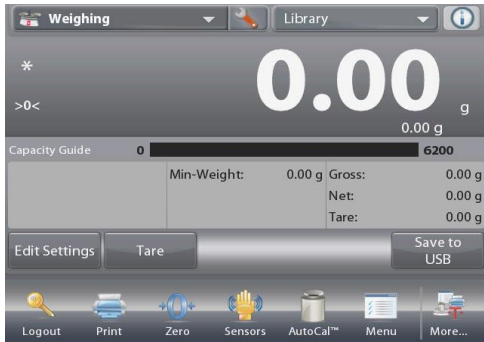 Weighing
Library
*
>0<
0.00 g
0.00 g
Capacity Guide 0 6200
Min-Weight: 0.00 g Gross: 0.00 g
Net: 0.00 g
Tare: 0.00 g
Edit Settings Tare Save to
USB
Logout Print Zero Sensors AutoCal™ Menu More...